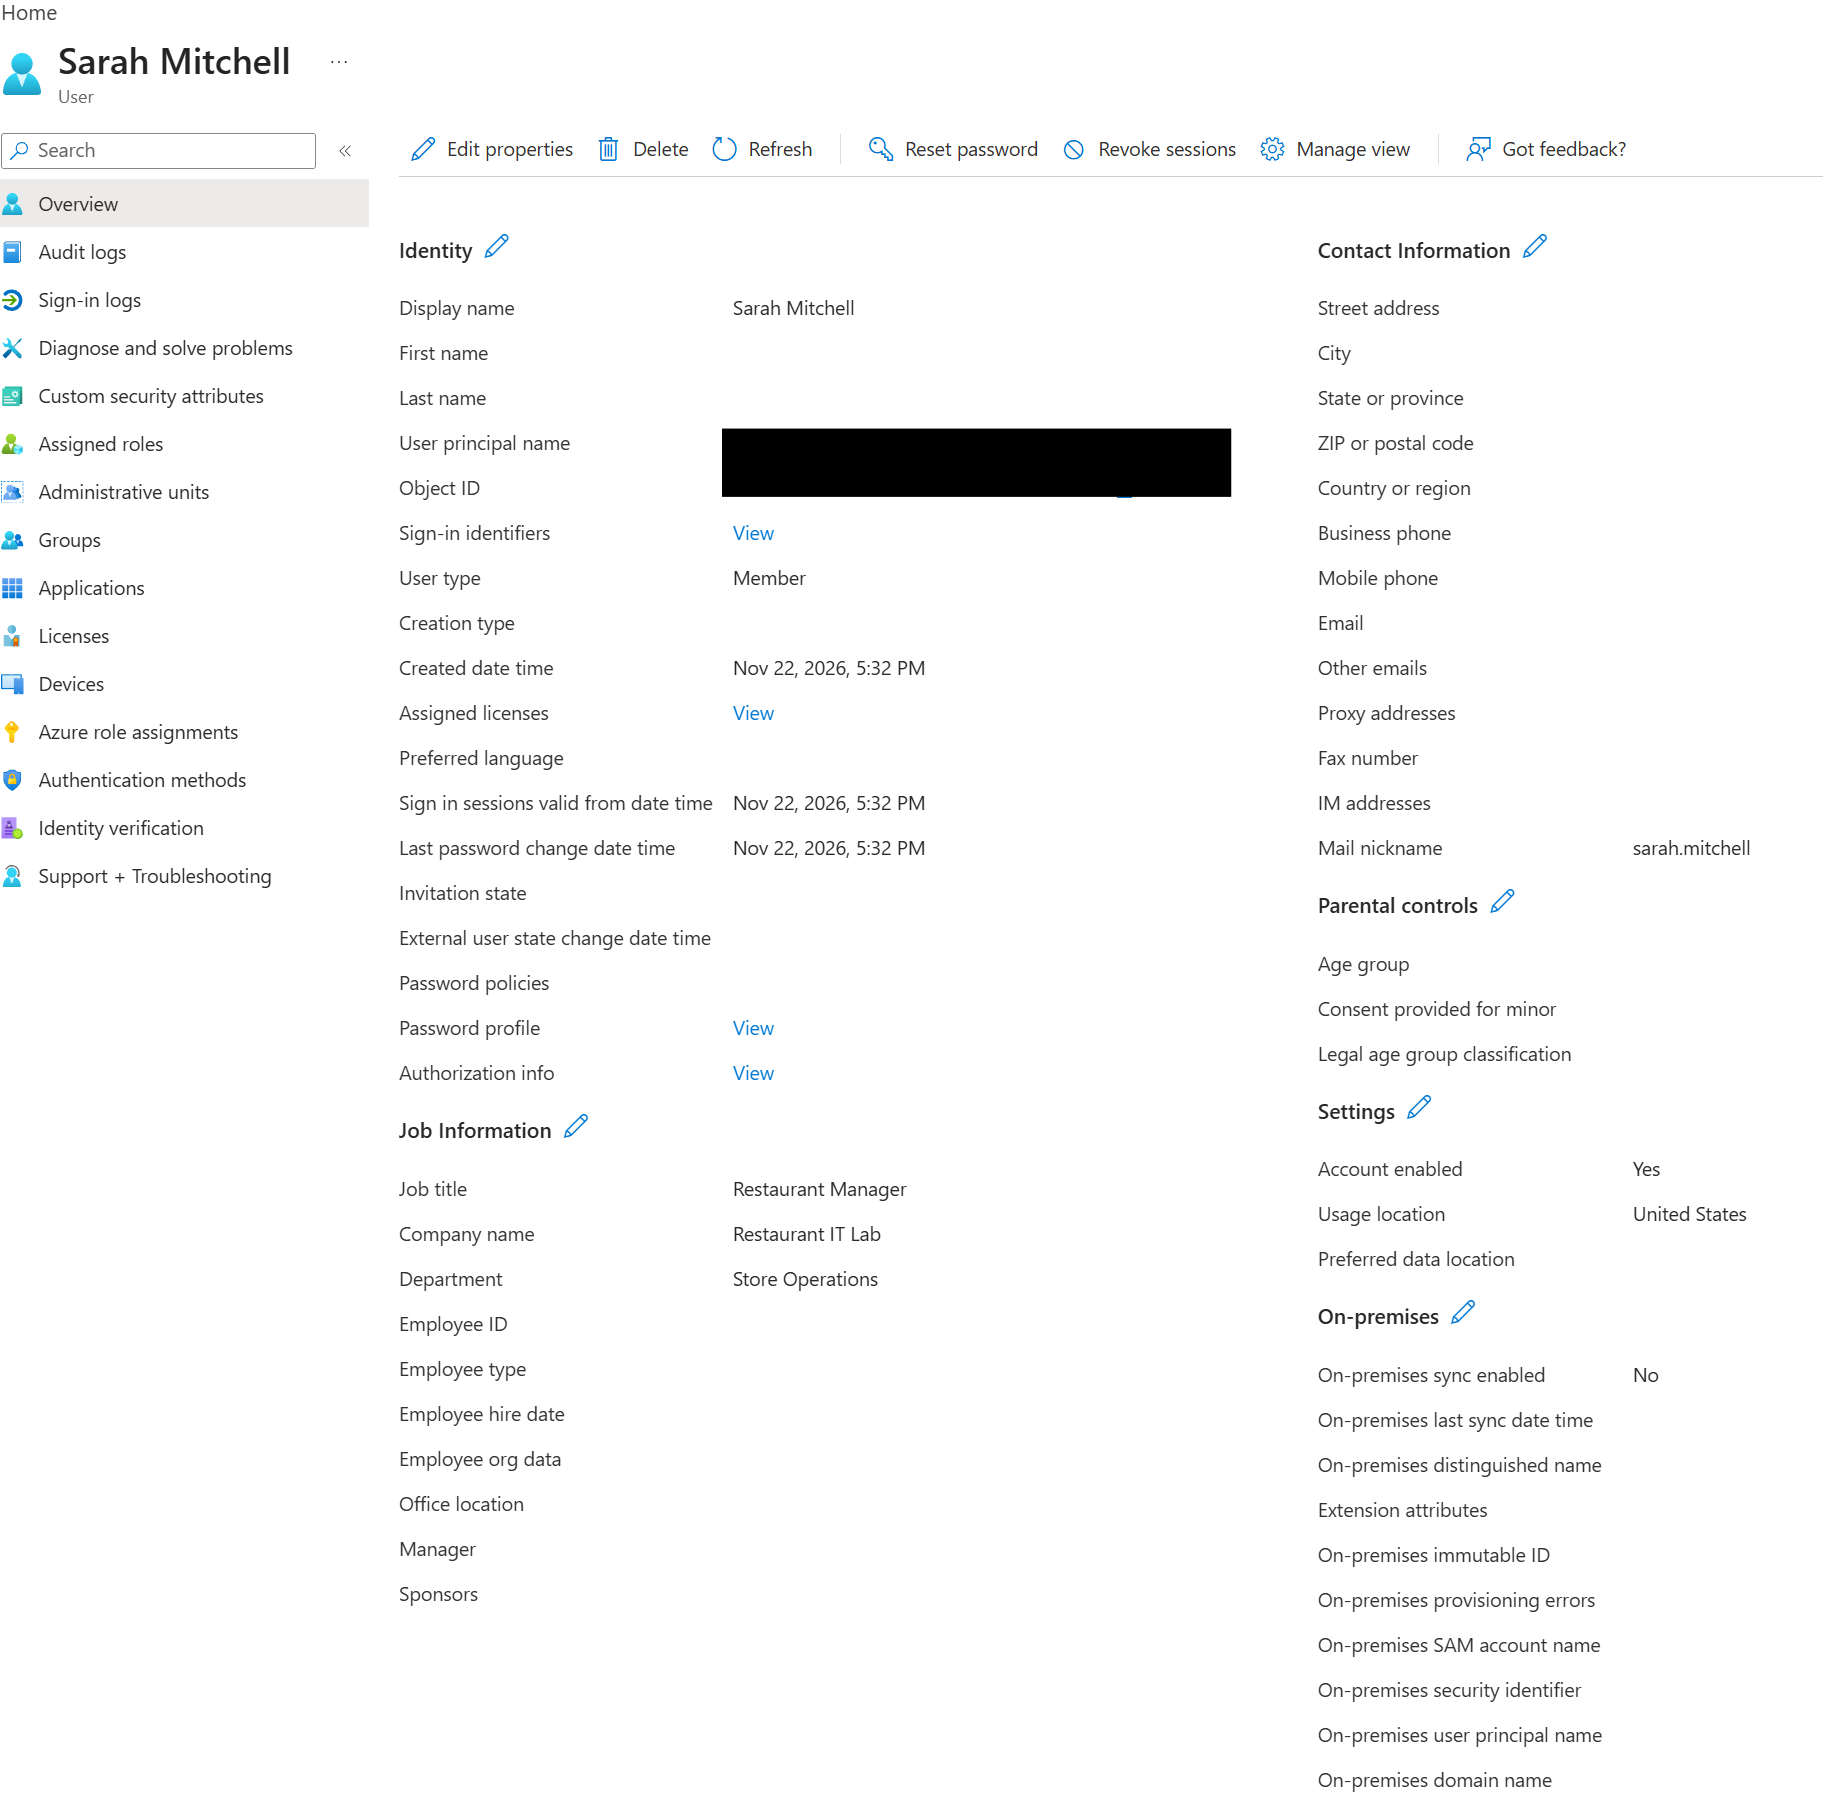 Home
Sarah Mitchell ...
User
Search
Overview
Audit logs
Sign-in logs
Diagnose and solve problems
Custom security attributes
Assigned roles
Administrative units
Groups
Applications
Licenses
Devices
Azure role assignments
Authentication methods
Identity verification
Support + Troubleshooting
Edit properties Delete Refresh Reset password Revoke sessions Manage view Got feedback?
Identity
Display name Sarah Mitchell
First name
Last name
User principal name
Object ID
Sign-in identifiers View
User type Member
Creation type
Created date time Nov 22, 2026, 5:32 PM
Assigned licenses View
Preferred language
Sign in sessions valid from date time Nov 22, 2026, 5:32 PM
Last password change date time Nov 22, 2026, 5:32 PM
Invitation state
External user state change date time
Password policies
Password profile View
Authorization info View
Job Information
Job title Restaurant Manager
Company name Restaurant IT Lab
Department Store Operations
Employee ID
Employee type
Employee hire date
Employee org data
Office location
Manager
Sponsors
Contact Information
Street address
City
State or province
ZIP or postal code
Country or region
Business phone
Mobile phone
Email
Other emails
Proxy addresses
Fax number
IM addresses
Mail nickname sarah.mitchell
Parental controls
Age group
Consent provided for minor
Legal age group classification
Settings
Account enabled Yes
Usage location United States
Preferred data location
On-premises
On-premises sync enabled No
On-premises last sync date time
On-premises distinguished name
Extension attributes
On-premises immutable ID
On-premises provisioning errors
On-premises SAM account name
On-premises security identifier
On-premises user principal name
On-premises domain name